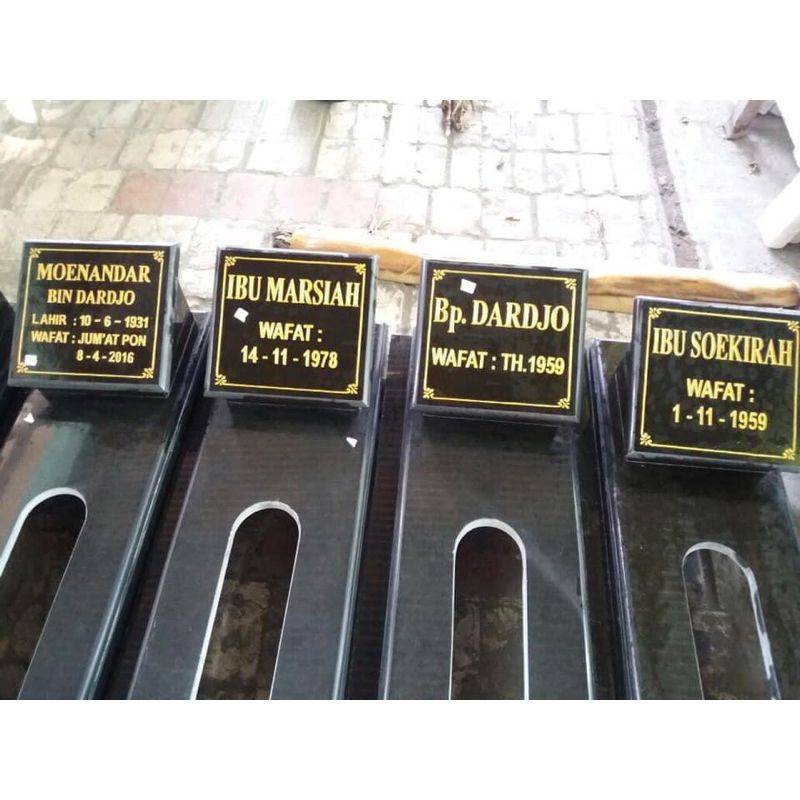 MOENANDAR
BIN DARDJO
LAHIR : 10 - 6 - 1931
WAFAT : JUM'AT PON
8 - 4 - 2016
IBU MARSIAH
WAFAT :
14 - 11 - 1978
Bp. DARDJO
WAFAT : TH.1959
IBU SOEKIRAH
WAFAT :
1 - 11 - 1959